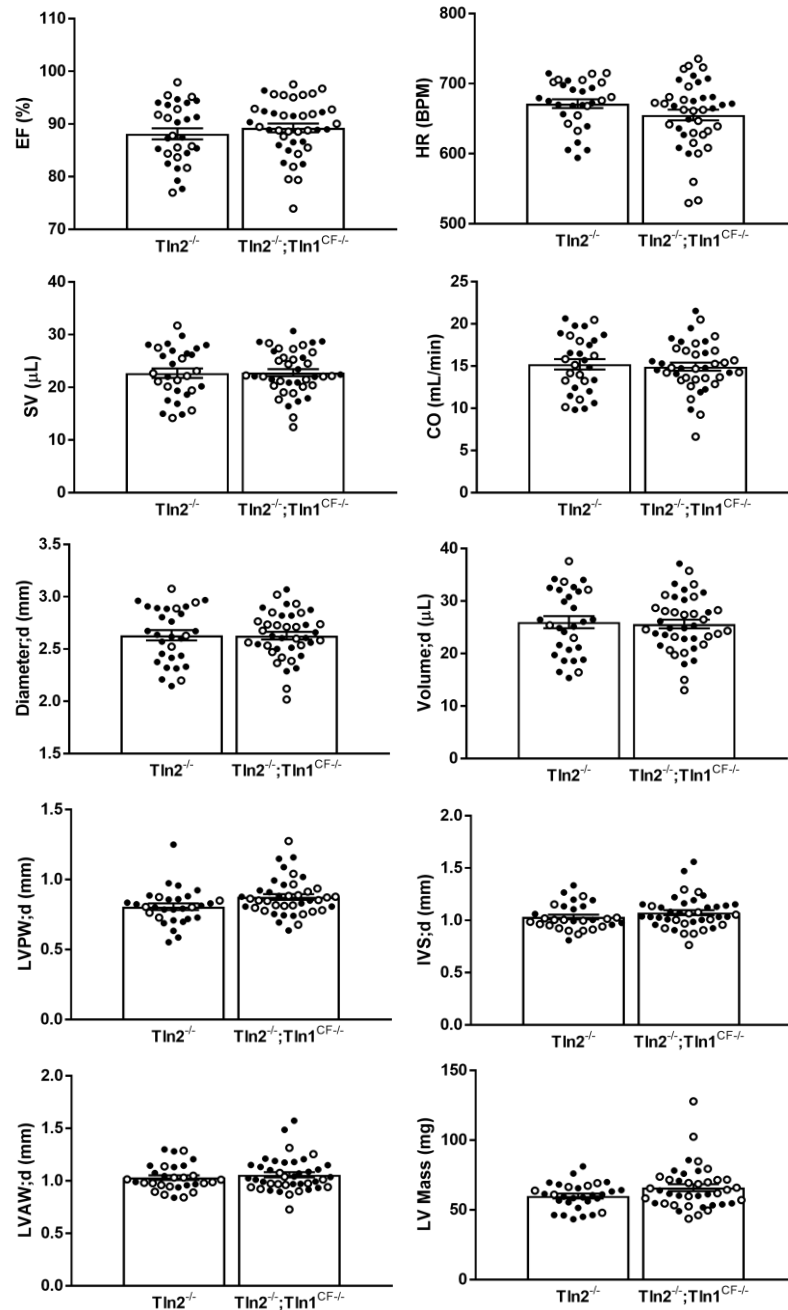 EF (%)
110
100
90
80
70
Tln2-/-
Tln2-/-;Tln1CF-/-
HR (BPM)
800
700
600
500
Tln2-/-
Tln2-/-;Tln1CF-/-
SV (μL)
40
30
20
10
0
Tln2-/-
Tln2-/-;Tln1CF-/-
CO (mL/min)
25
20
15
10
5
0
Tln2-/-
Tln2-/-;Tln1CF-/-
Diameter;d (mm)
3.5
3.0
2.5
2.0
1.5
Tln2-/-
Tln2-/-;Tln1CF-/-
Volume;d (μL)
40
30
20
10
0
Tln2-/-
Tln2-/-;Tln1CF-/-
LVPW;d (mm)
1.5
1.0
0.5
0.0
Tln2-/-
Tln2-/-;Tln1CF-/-
IVS;d (mm)
2.0
1.5
1.0
0.5
0.0
Tln2-/-
Tln2-/-;Tln1CF-/-
LVAW;d (mm)
2.0
1.5
1.0
0.5
0.0
Tln2-/-
Tln2-/-;Tln1CF-/-
LV Mass (mg)
150
100
50
0
Tln2-/-
Tln2-/-;Tln1CF-/-